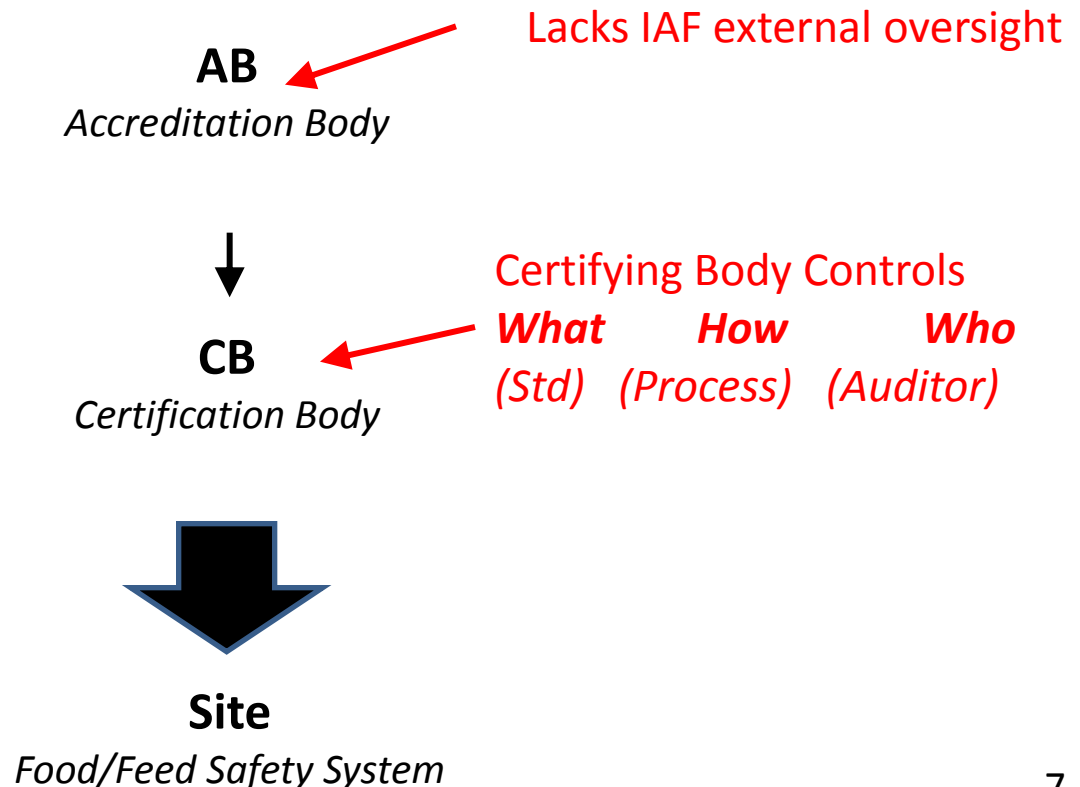 Lacks IAF external oversight
AB
Accreditation Body
Certifying Body Controls
What How Who
(Std) (Process) (Auditor)
CB
Certification Body
Site
Food/Feed Safety System
7